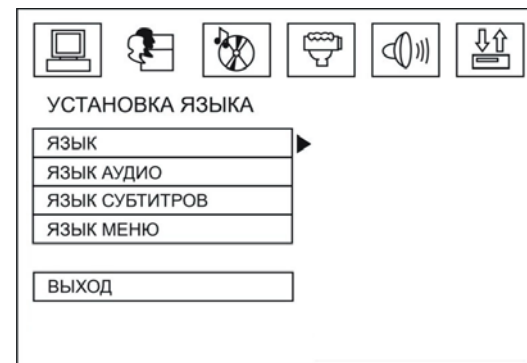 УСТАНОВКА ЯЗЫКА
ЯЗЫК
ЯЗЫК АУДИО
ЯЗЫК СУБТИТРОВ
ЯЗЫК МЕНЮ
ВЫХОД